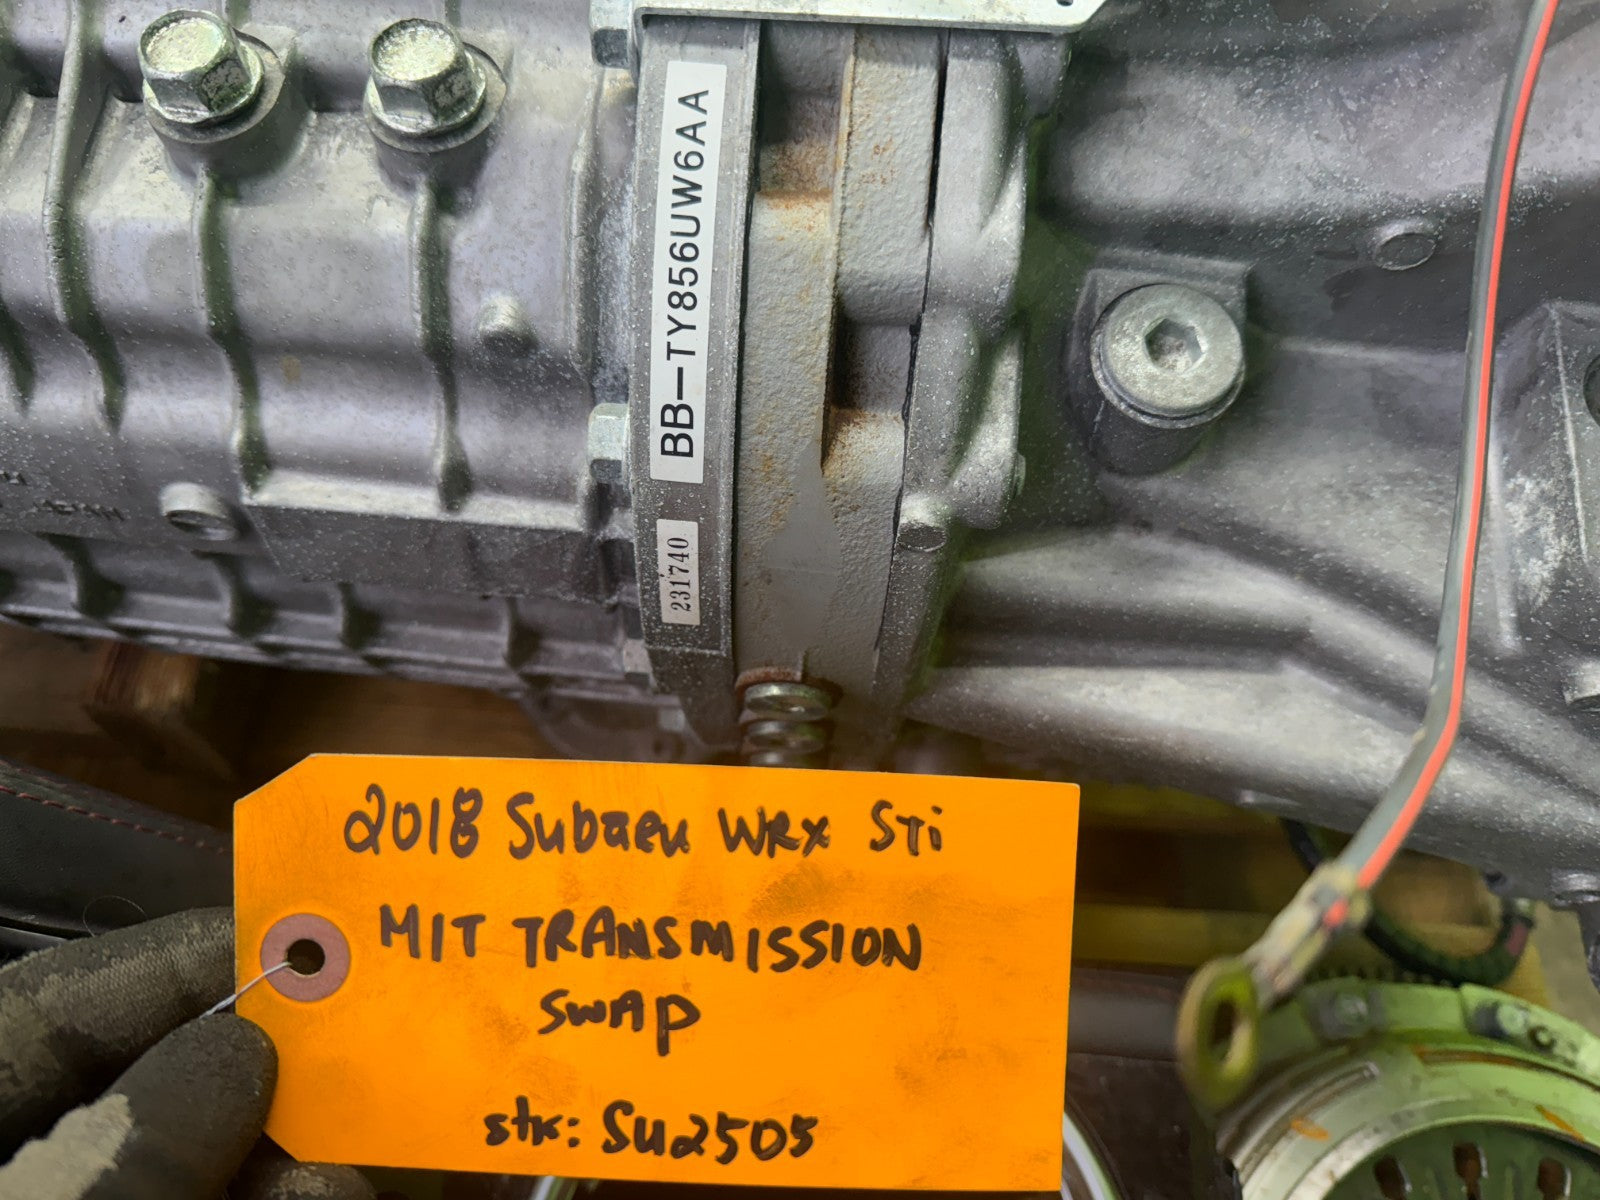 BB-TY856UW6AA
231740
2018 Subaru WRX STi
M/T TRANSMISSION
SWAP
stk: SU2505